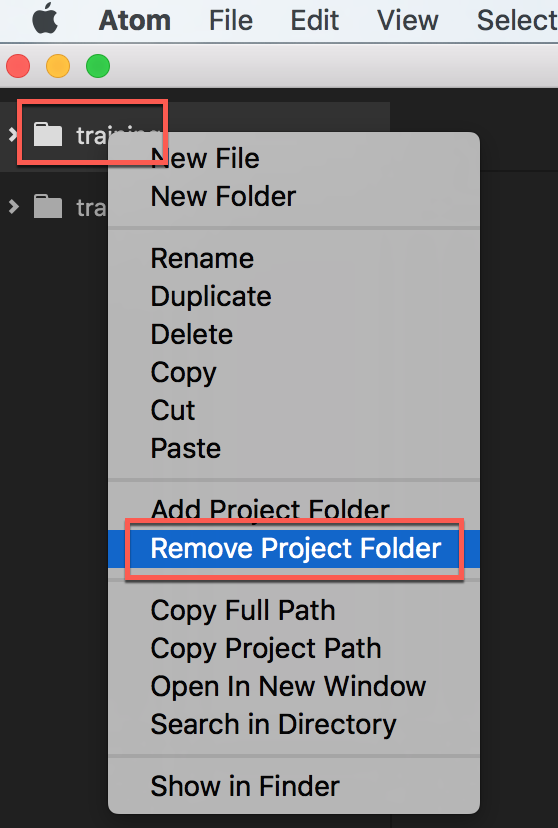 Atom File Edit View Select
training
New File
New Folder
tra
Rename
Duplicate
Delete
Copy
Cut
Paste
Add Project Folder
Remove Project Folder
Copy Full Path
Copy Project Path
Open In New Window
Search in Directory
Show in Finder